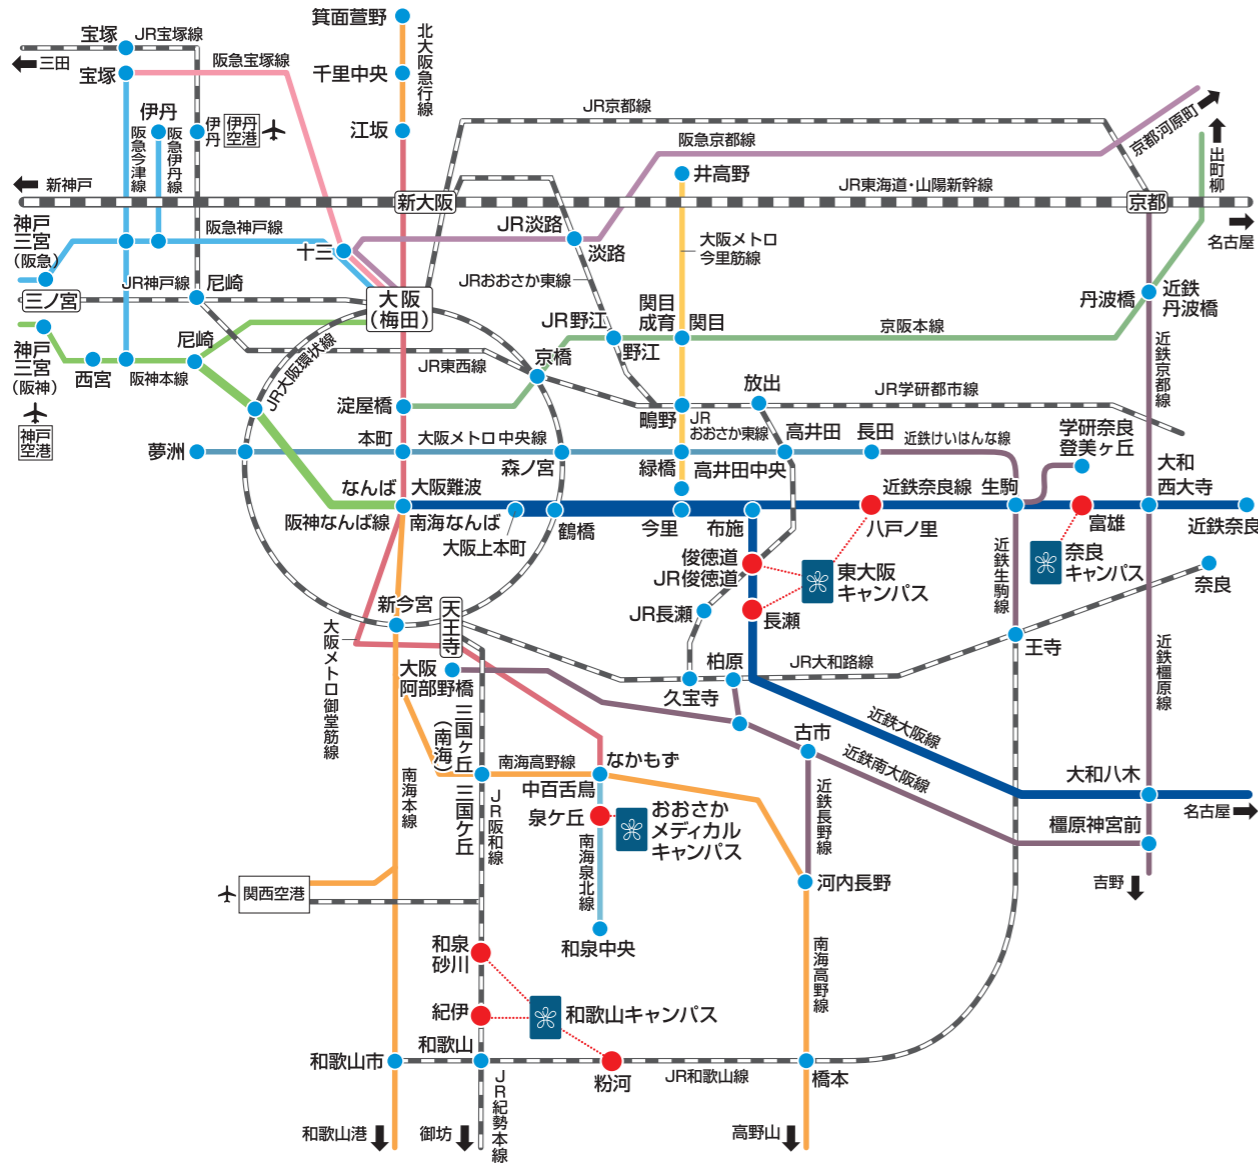 箕面萱野
北大阪急行線
宝塚
JR宝塚線
三田
宝塚
阪急宝塚線
千里中央
伊丹
阪急今津線
阪急伊丹線
伊丹
伊丹
空港
江坂
JR京都線
阪急京都線
京都河原町
出町柳
井高野
新神戸
新大阪
JR東海道・山陽新幹線
京都
名古屋
神戸
三宮
(阪急)
阪急神戸線
十三
JR淡路
淡路
大阪メトロ
今里筋線
JRおおさか東線
JR神戸線
尼崎
三ノ宮
大阪
(梅田)
関目
成育
関目
丹波橋
近鉄
丹波橋
JR野江
野江
京阪本線
神戸
三宮
(阪神)
西宮
阪神本線
尼崎
JR大阪環状線
JR東西線
京橋
近鉄京都線
神戸
空港
淀屋橋
鴫野
放出
JR学研都市線
JR
おおさか東線
夢洲
本町
大阪メトロ中央線
森ノ宮
緑橋
高井田
高井田中央
長田
近鉄けいはんな線
学研奈良
登美ヶ丘
なんば
大阪難波
阪神なんば線
南海なんば
大阪上本町
鶴橋
今里
布施
近鉄奈良線
八戸ノ里
生駒
富雄
大和
西大寺
近鉄奈良
俊徳道
JR俊徳道
東大阪
キャンパス
奈良
キャンパス
近鉄生駒線
奈良
新今宮
天王寺
JR長瀬
長瀬
王寺
大阪メトロ御堂筋線
大阪
阿部野橋
久宝寺
柏原
JR大和路線
近鉄橿原線
三国ヶ丘
(南海)
南海高野線
なかもず
中百舌鳥
古市
近鉄大阪線
近鉄南大阪線
大和八木
名古屋
南海本線
三国ケ丘
JR阪和線
泉ケ丘
おおさか
メディカル
キャンパス
近鉄長野線
橿原神宮前
南海泉北線
河内長野
吉野
関西空港
和泉中央
和泉
砂川
南海高野線
紀伊
和歌山キャンパス
和歌山市
和歌山
粉河
JR和歌山線
橋本
JR紀勢本線
和歌山港
御坊
高野山